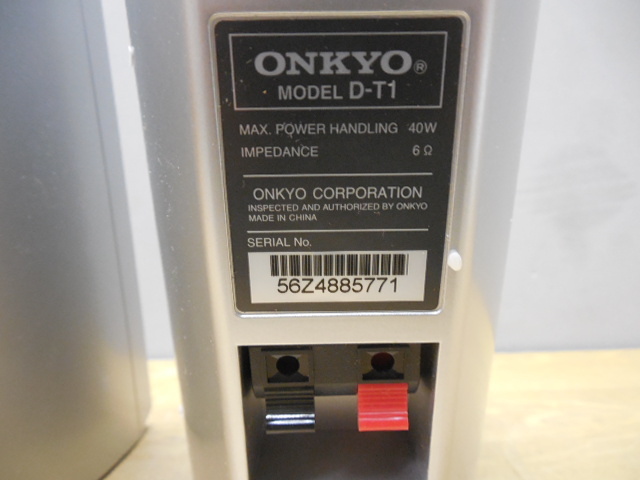 ONKYO®
MODEL D-T1
MAX. POWER HANDLING 40W
IMPEDANCE 6 Ω
ONKYO CORPORATION
INSPECTED AND AUTHORIZED BY ONKYO
MADE IN CHINA
SERIAL No.
56Z4885771